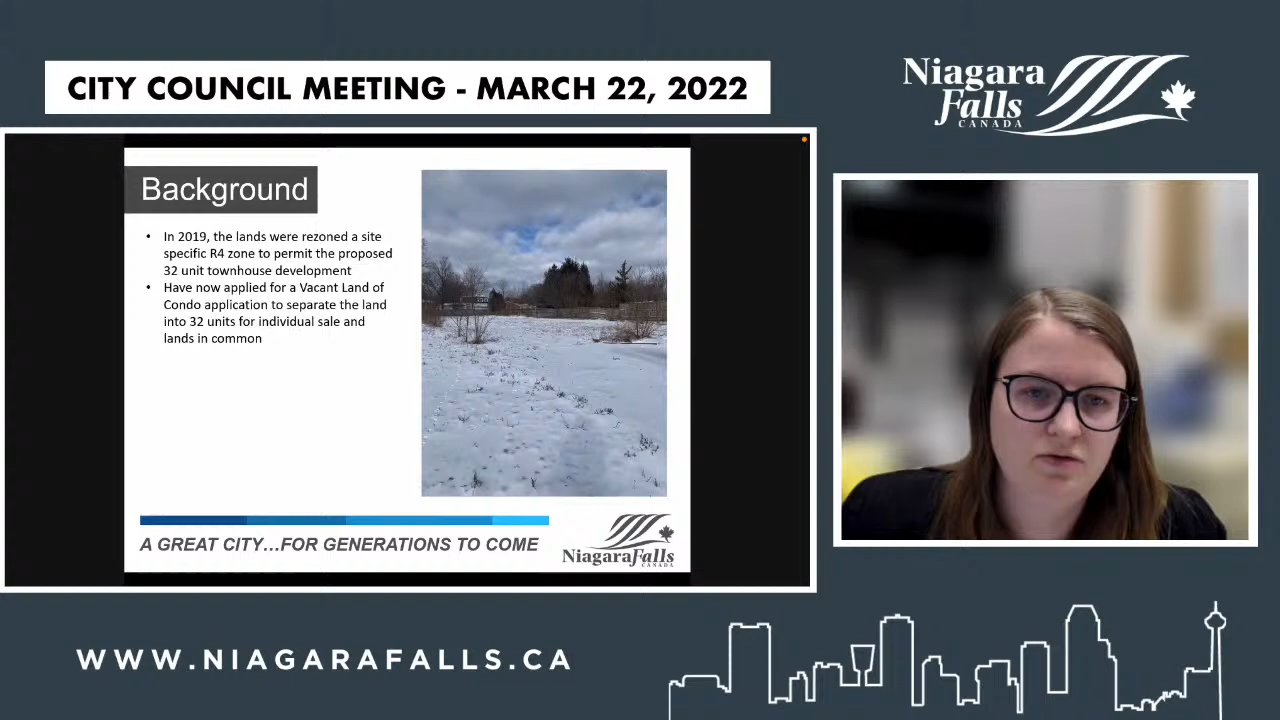 CITY COUNCIL MEETING - MARCH 22, 2022
Niagara
Falls
CANADA
Background
• In 2019, the lands were rezoned a site
specific R4 zone to permit the proposed
32 unit townhouse development
• Have now applied for a Vacant Land of
Condo application to separate the land
into 32 units for individual sale and
lands in common
A GREAT CITY...FOR GENERATIONS TO COME
NiagaraFalls
CANADA
WWW.NIAGARAFALLS.CA